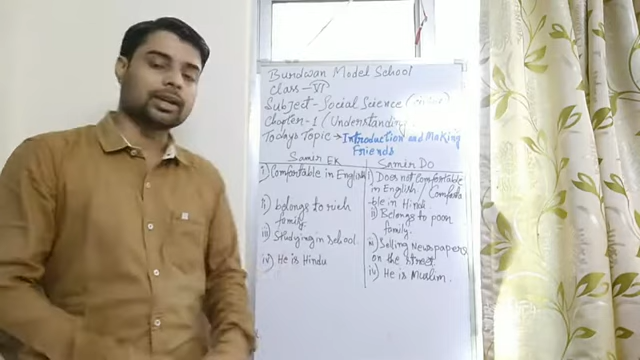 Burdwan Model School
Class - VI
Subject - Social Science (civics)
Chapter-1 (Understanding
Todays Topic → Introduction and Making
Friends
Samir EK
i) Comfortable in English
ii) belongs to rich
family.
iii) Studying in school
iv) He is Hindu
Samir Do
i) Does not comfortable
in English / Comforta
ble in Hindi
ii) Belongs to poor
family.
iii) Selling Newspapers
on the street.
iv) He is Muslim.